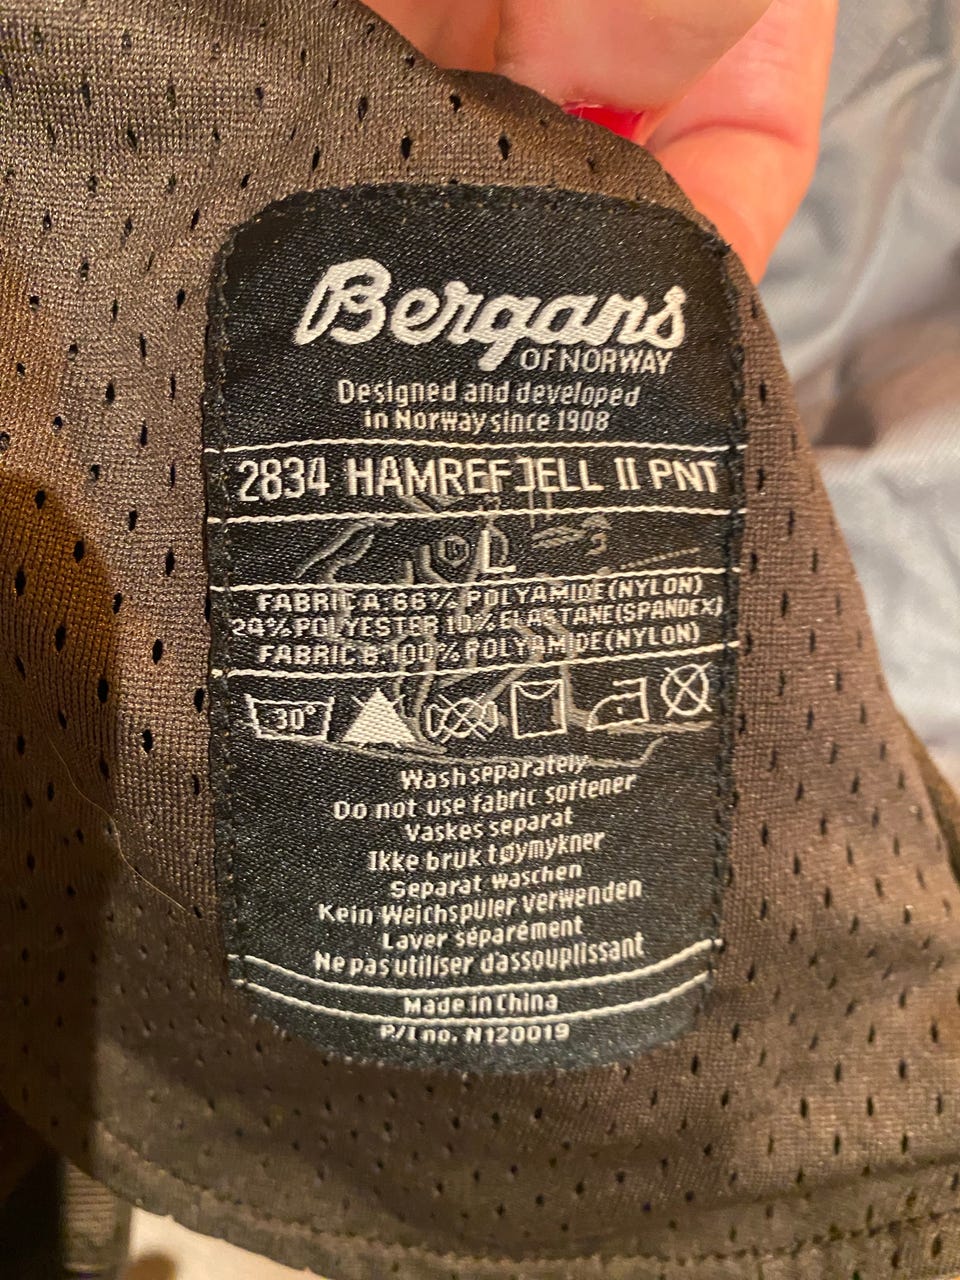 Bergans
OF NORWAY
Designed and developed
in Norway since 1908
2834 HAMREFJELL II PNT
L
FABRIC A:66% POLYAMIDE(NYLON)
24% POLYESTER 10% ELASTANE(SPANDEX)
FABRIC B:100% POLYAMIDE(NYLON)
30°
Wash separately
Do not use fabric softener
Vaskes separat
Ikke bruk tøymykner
Separat waschen
Kein Weichspüler verwenden
Laver séparément
Ne pas utiliser d'assouplissant
Made in China
P/I no. N120019